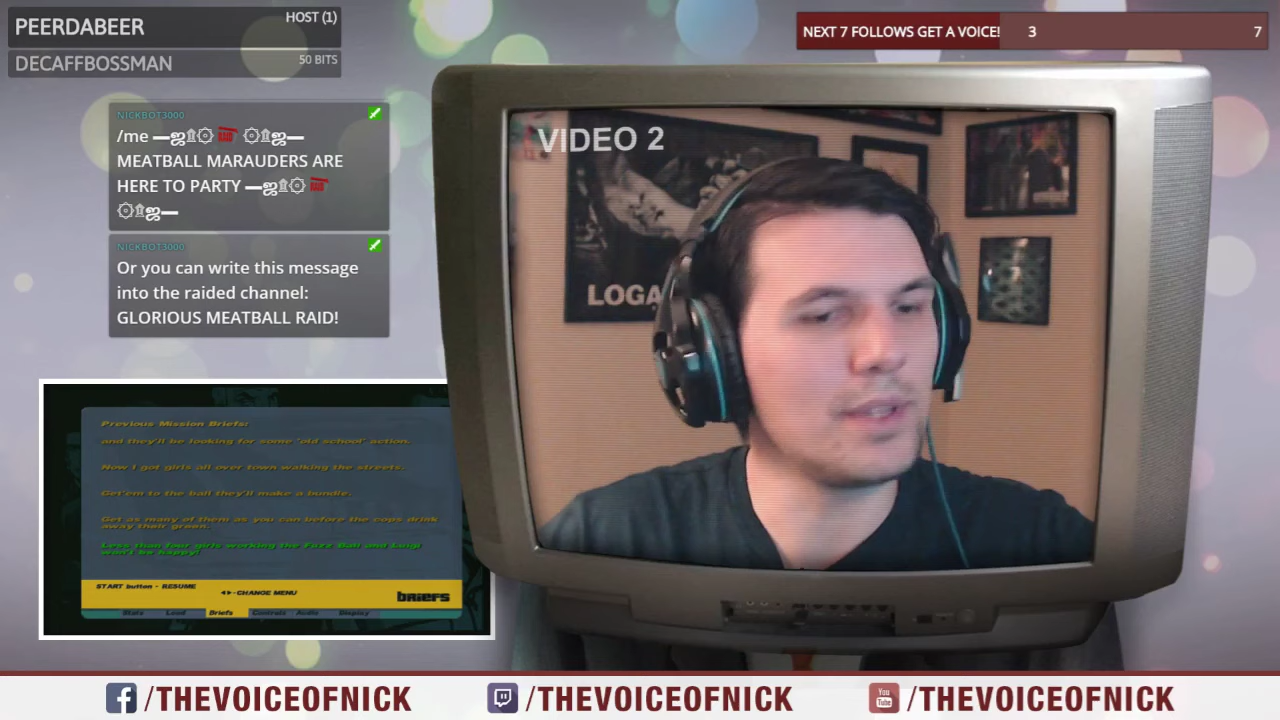 PEERDABEER HOST (1)
DECAFFBOSSMAN 50 BITS
NEXT 7 FOLLOWS GET A VOICE! 3 7
NICKBOT3000
/me ▬ஜ۩۞ RAID ۞۩ஜ▬
MEATBALL MARAUDERS ARE
HERE TO PARTY ▬ஜ۩۞ RAID
۞۩ஜ▬
NICKBOT3000
Or you can write this message
into the raided channel:
GLORIOUS MEATBALL RAID!
VIDEO 2
LOGA
Previous Mission Briefs:
and they'll be looking for some 'old school' action.
Now I got girls all over town walking the streets.
Get'em to the ball they'll make a bundle.
Get as many of them as you can before the cops drink
away their green.
Less than four girls working the Fuzz Ball and Luigi
won't be happy!
START button - RESUME
◄►-CHANGE MENU
Briefs
Stats Load Briefs Controls Audio Display
/THEVOICEOFNICK /THEVOICEOFNICK You Tube /THEVOICEOFNICK